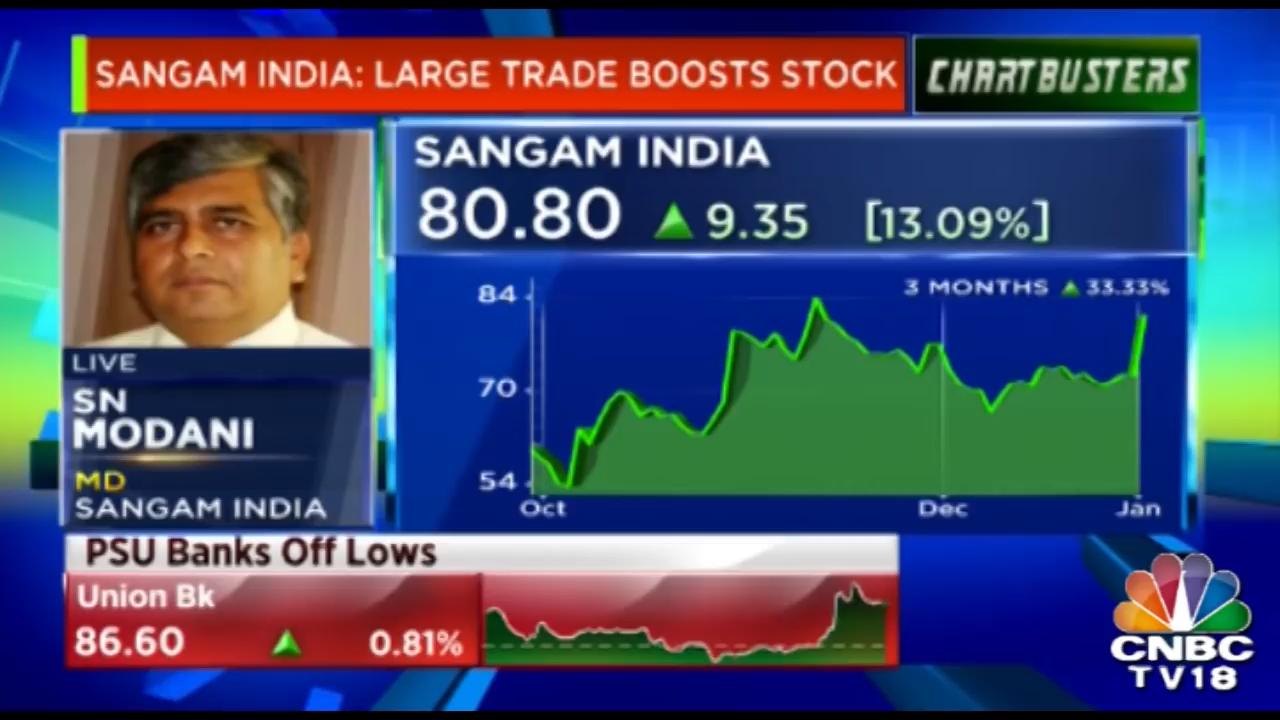 SANGAM INDIA: LARGE TRADE BOOSTS STOCK
CHARTBUSTERS
SANGAM INDIA
80.80 ▲ 9.35 [13.09%]
3 MONTHS ▲ 33.33%
84
70
54
Oct Dec Jan
LIVE
SN
MODANI
MD
SANGAM INDIA
PSU Banks Off Lows
Union Bk
86.60 ▲ 0.81%
CNBC
TV18